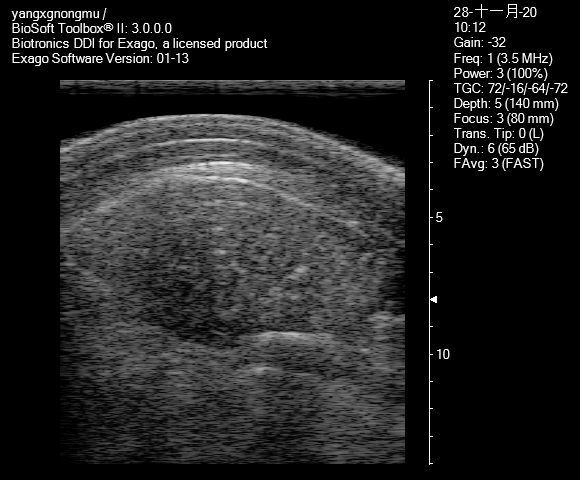 yangxgnongmu /
BioSoft Toolbox® II: 3.0.0.0
Biotronics DDI for Exago, a licensed product
Exago Software Version: 01-13
28-十一月-20
10:12
Gain: -32
Freq: 1 (3.5 MHz)
Power: 3 (100%)
TGC: 72/-16/-64/-72
Depth: 5 (140 mm)
Focus: 3 (80 mm)
Trans. Tip: 0 (L)
Dyn.: 6 (65 dB)
FAvg: 3 (FAST)
5
10